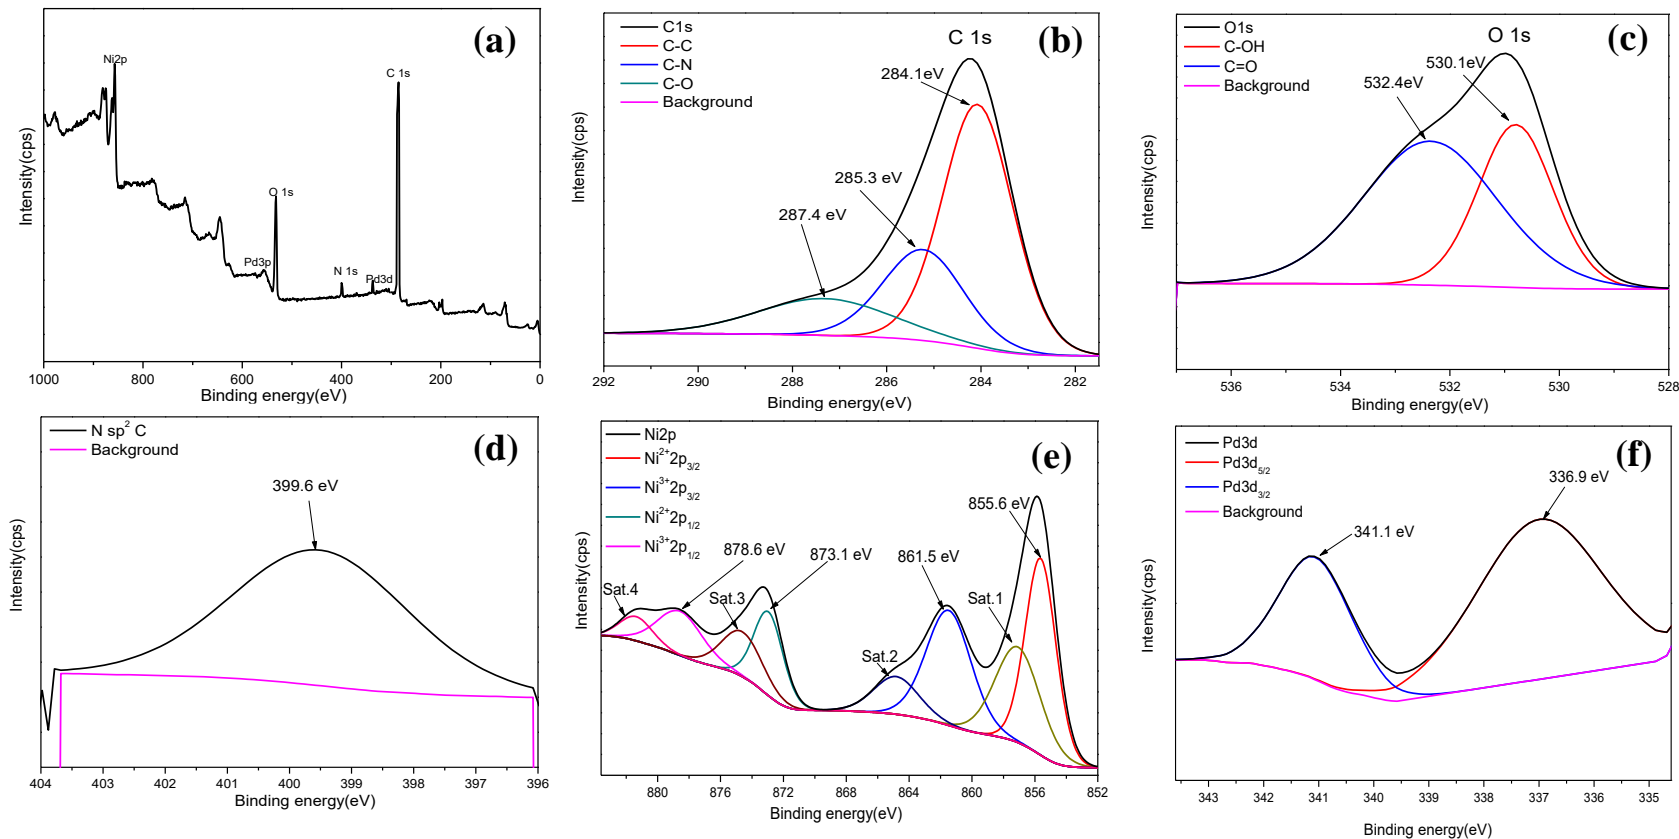 (a)
Ni2p
C 1s
O 1s
Pd3p
N 1s
Pd3d
Intensity(cps)
1000 800 600 400 200 0
Binding energy(eV)
C1s
C-C
C-N
C-O
Background
C 1s
(b)
284.1eV
285.3 eV
287.4 eV
Intensity(cps)
292 290 288 286 284 282
Binding energy(eV)
O1s
C-OH
C=O
Background
O 1s
(c)
530.1eV
532.4eV
Intensity(cps)
536 534 532 530 528
Binding energy(eV)
N sp² C
Background
(d)
399.6 eV
Intensity(cps)
404 403 402 401 400 399 398 397 396
Binding energy(eV)
Ni2p
Ni²⁺2p₃/₂
Ni³⁺2p₃/₂
Ni²⁺2p₁/₂
Ni³⁺2p₁/₂
(e)
855.6 eV
878.6 eV
873.1 eV
861.5 eV
Sat.4
Sat.3
Sat.2
Sat.1
Intensity(cps)
880 876 872 868 864 860 856 852
Binding energy(eV)
Pd3d
Pd3d₅/₂
Pd3d₃/₂
Background
(f)
336.9 eV
341.1 eV
Intensity(cps)
343 342 341 340 339 338 337 336 335
Binding energy(eV)